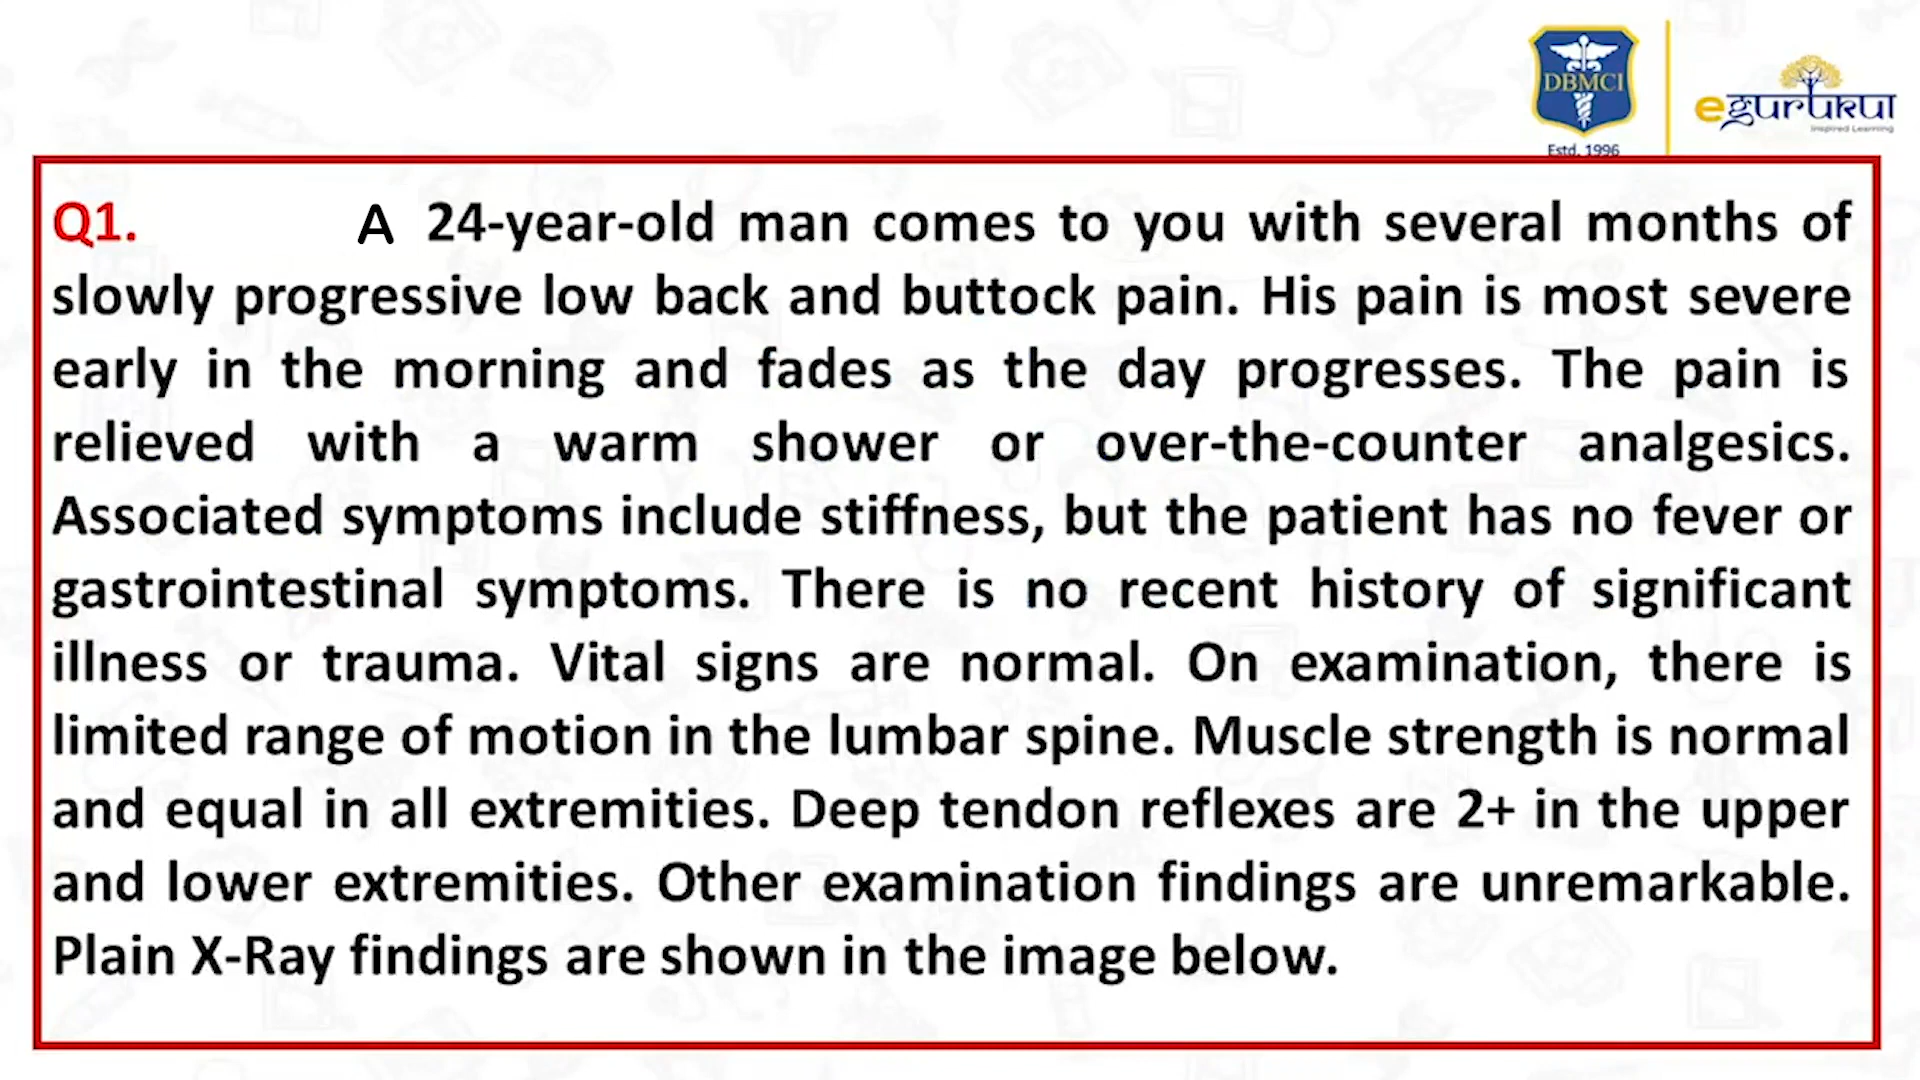 DBMCI
Estd. 1996
egurukul
Inspired Learning
Q1. A 24-year-old man comes to you with several months of
slowly progressive low back and buttock pain. His pain is most severe
early in the morning and fades as the day progresses. The pain is
relieved with a warm shower or over-the-counter analgesics.
Associated symptoms include stiffness, but the patient has no fever or
gastrointestinal symptoms. There is no recent history of significant
illness or trauma. Vital signs are normal. On examination, there is
limited range of motion in the lumbar spine. Muscle strength is normal
and equal in all extremities. Deep tendon reflexes are 2+ in the upper
and lower extremities. Other examination findings are unremarkable.
Plain X-Ray findings are shown in the image below.